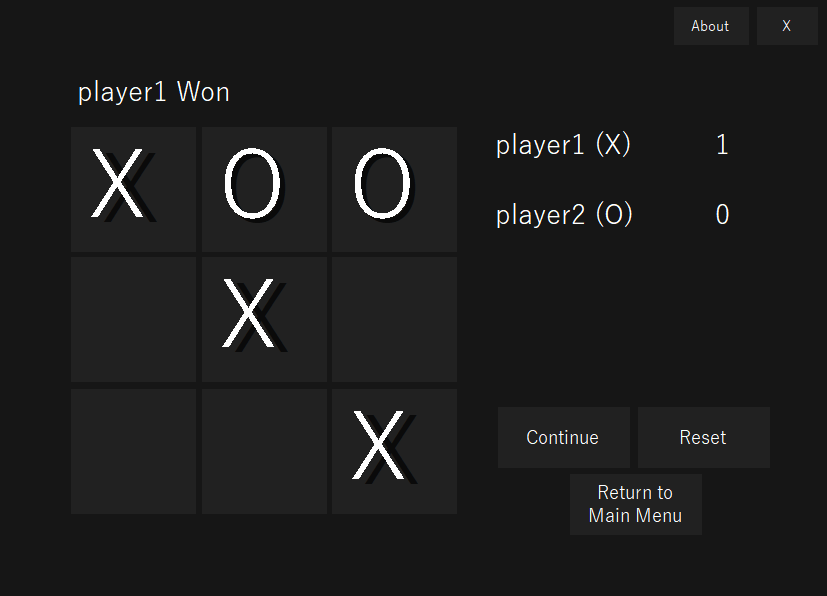 About X
player1 Won
X O O
player1 (X) 1
player2 (O) 0
X
X
Continue Reset
Return to
Main Menu